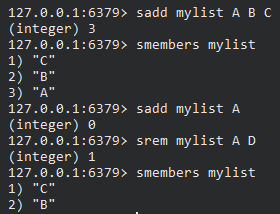 127.0.0.1:6379> sadd mylist A B C
(integer) 3
127.0.0.1:6379> smembers mylist
1) "C"
2) "B"
3) "A"
127.0.0.1:6379> sadd mylist A
(integer) 0
127.0.0.1:6379> srem mylist A D
(integer) 1
127.0.0.1:6379> smembers mylist
1) "C"
2) "B"